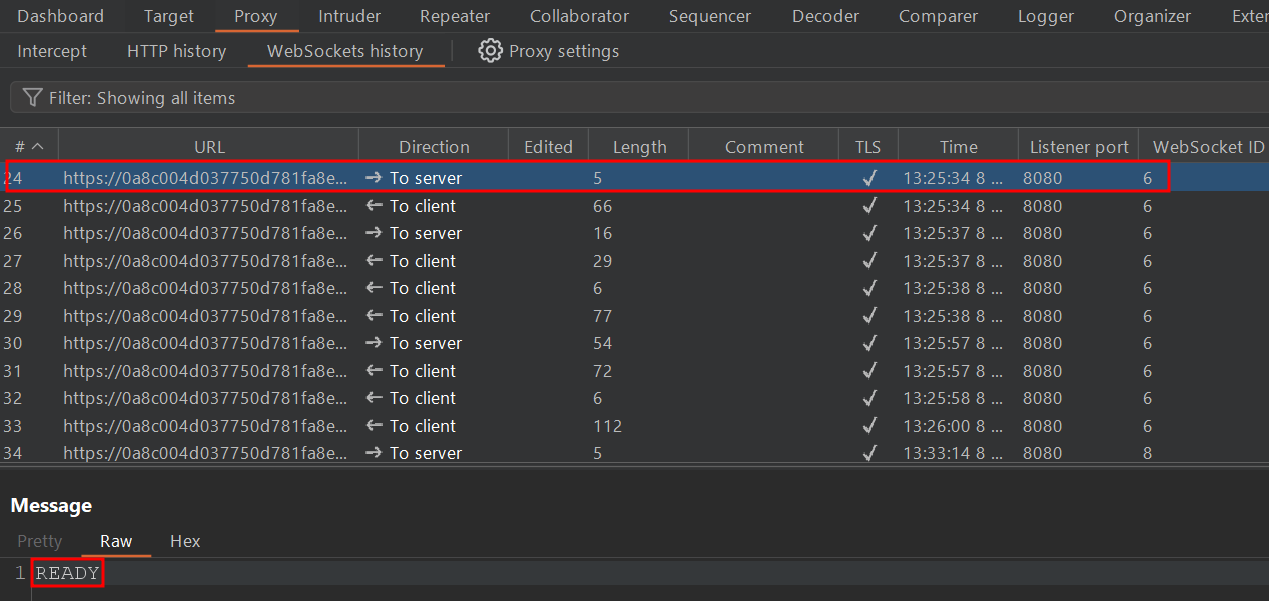 Dashboard Target Proxy Intruder Repeater Collaborator Sequencer Decoder Comparer Logger Organizer Exter
Intercept HTTP history WebSockets history Proxy settings
Filter: Showing all items
# URL Direction Edited Length Comment TLS Time Listener port WebSocket ID
24 https://0a8c004d037750d781fa8e... → To server 5 ✓ 13:25:34 8 ... 8080 6
25 https://0a8c004d037750d781fa8e... ← To client 66 ✓ 13:25:34 8 ... 8080 6
26 https://0a8c004d037750d781fa8e... → To server 16 ✓ 13:25:37 8 ... 8080 6
27 https://0a8c004d037750d781fa8e... ← To client 29 ✓ 13:25:37 8 ... 8080 6
28 https://0a8c004d037750d781fa8e... ← To client 6 ✓ 13:25:38 8 ... 8080 6
29 https://0a8c004d037750d781fa8e... ← To client 77 ✓ 13:25:38 8 ... 8080 6
30 https://0a8c004d037750d781fa8e... → To server 54 ✓ 13:25:57 8 ... 8080 6
31 https://0a8c004d037750d781fa8e... ← To client 72 ✓ 13:25:57 8 ... 8080 6
32 https://0a8c004d037750d781fa8e... ← To client 6 ✓ 13:25:58 8 ... 8080 6
33 https://0a8c004d037750d781fa8e... ← To client 112 ✓ 13:26:00 8 ... 8080 6
34 https://0a8c004d037750d781fa8e... → To server 5 ✓ 13:33:14 8 ... 8080 8
Message
Pretty Raw Hex
1 READY